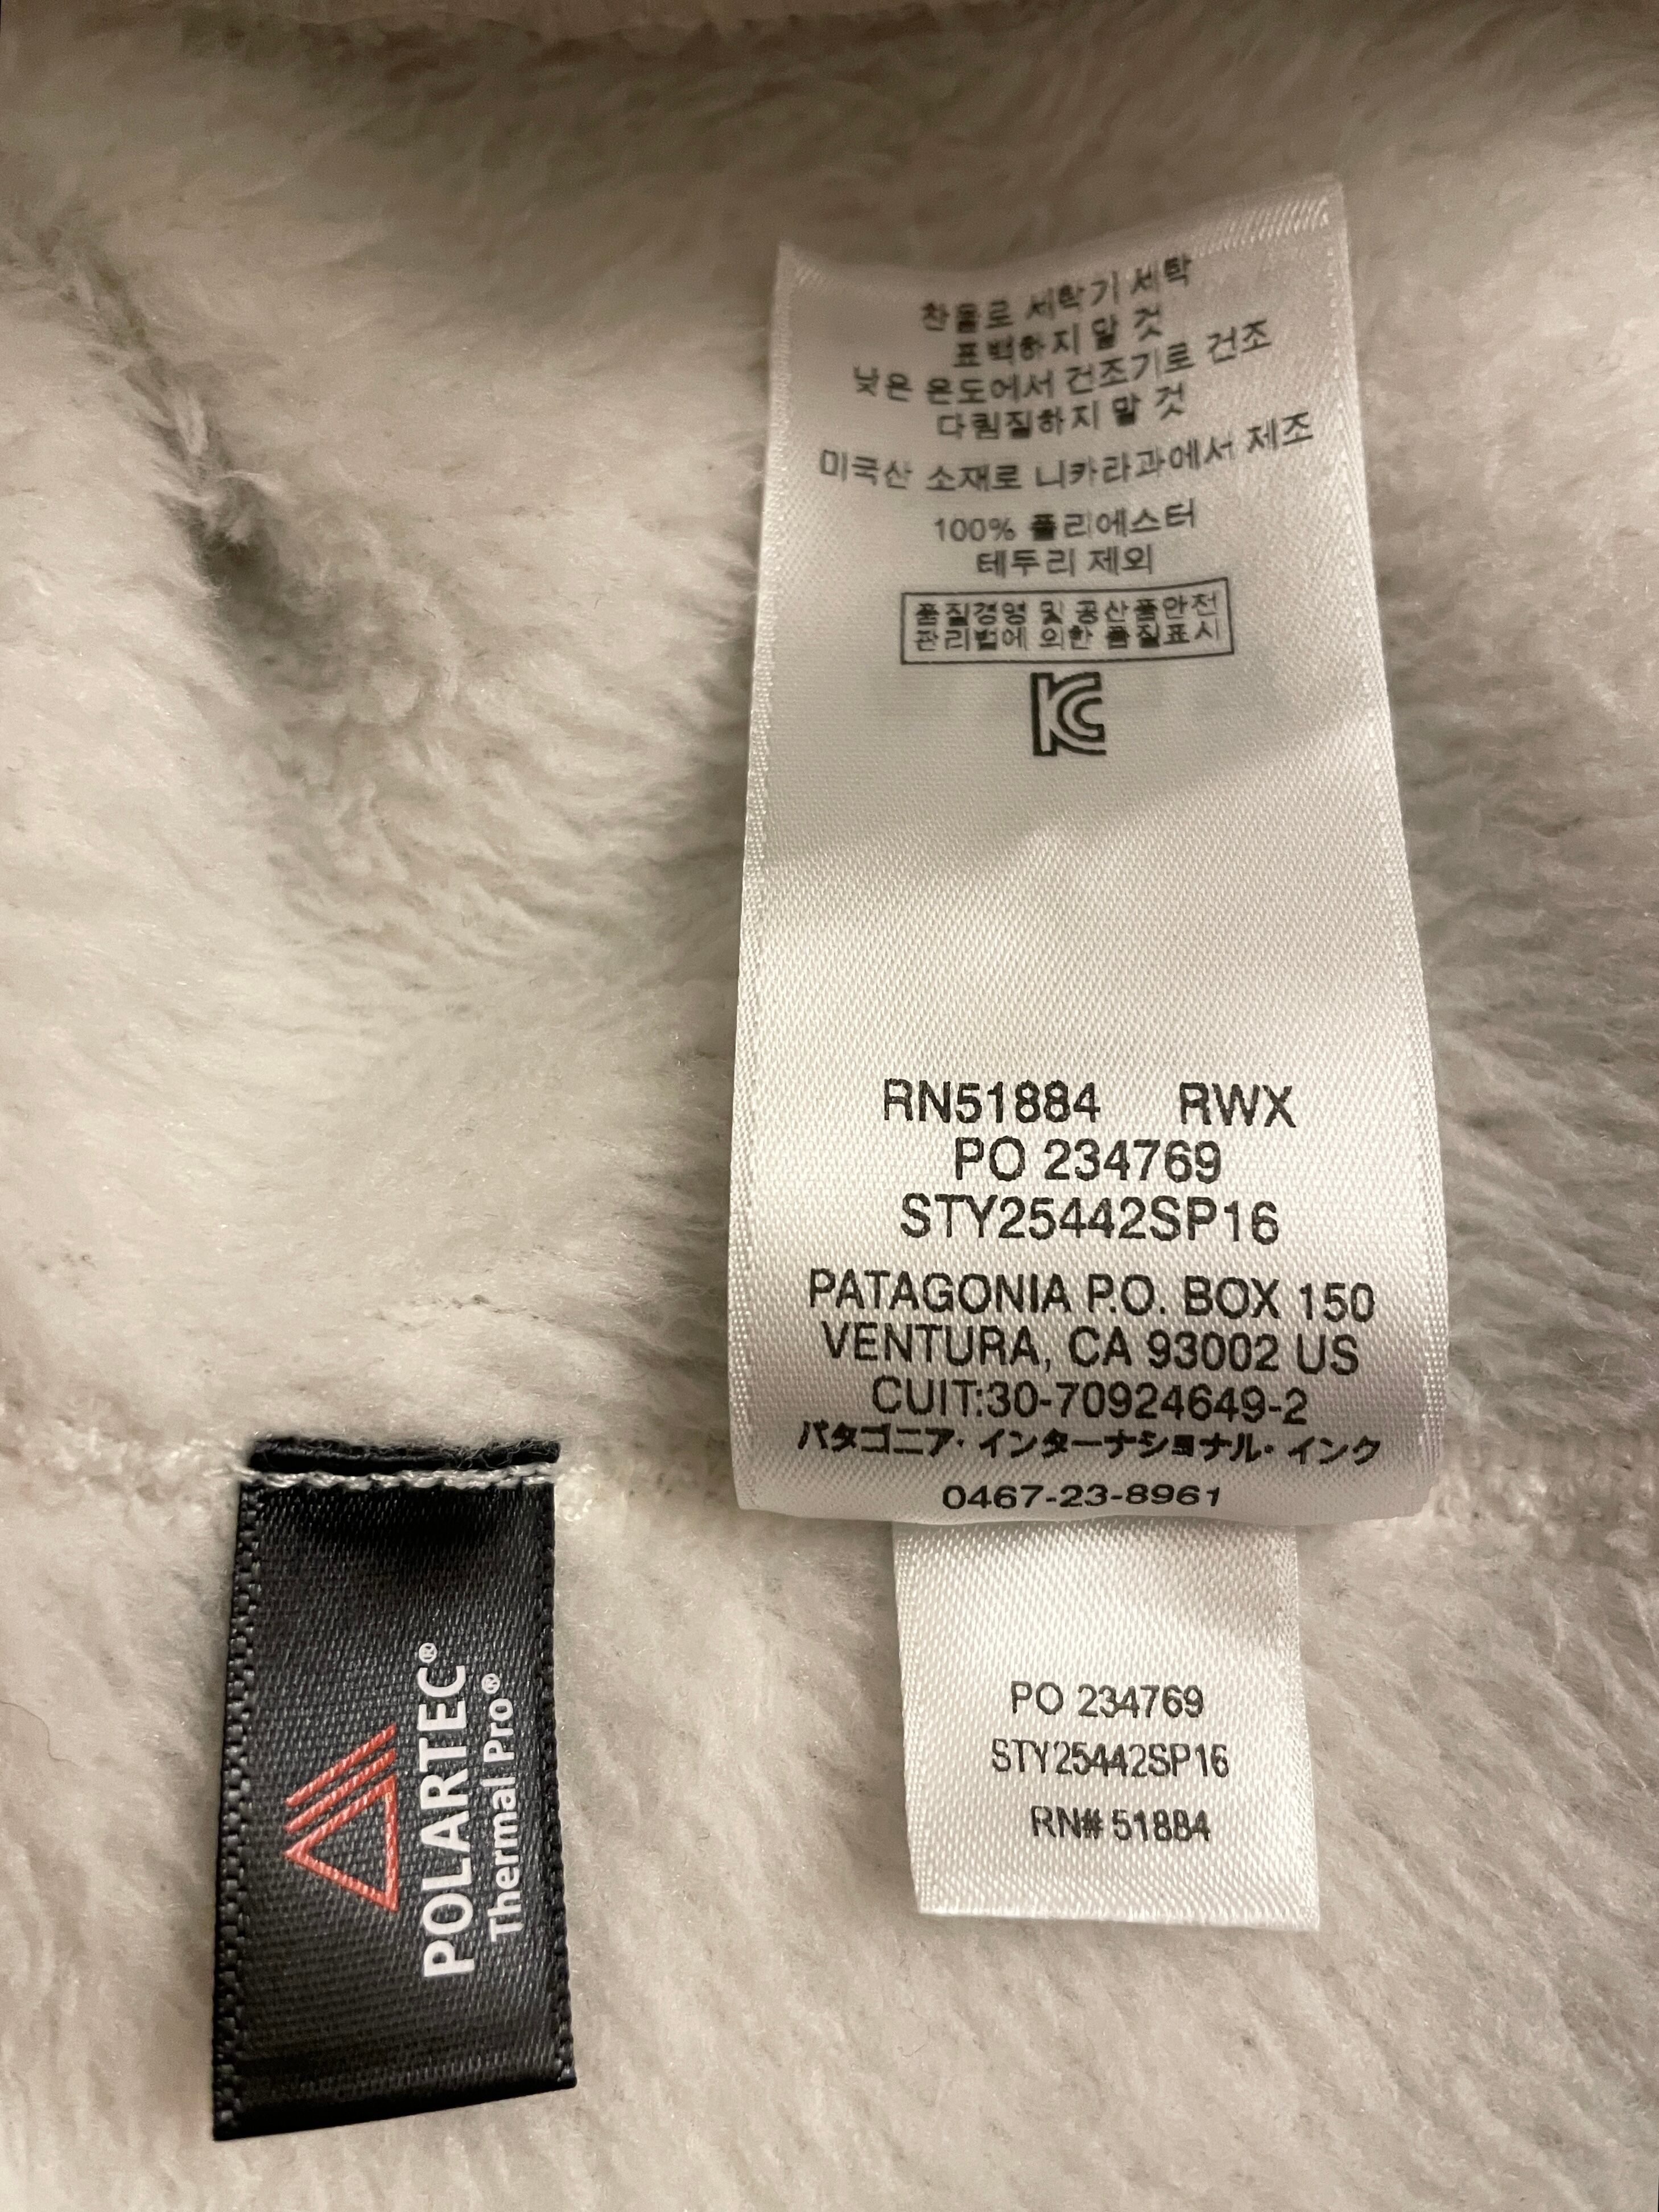 찬물로 세탁기 세탁
표백하지 말 것
낮은 온도에서 건조기로 건조
다림질하지 말 것
미국산 소재로 니카라과에서 제조
100% 폴리에스터
테두리 제외
품질경영 및 공산품안전
관리법에 의한 품질표시
KC
RN51884 RWX
PO 234769
STY25442SP16
PATAGONIA P.O. BOX 150
VENTURA, CA 93002 US
CUIT:30-70924649-2
パタゴニア・インターナショナル・インク
0467-23-8961
PO 234769
STY25442SP16
RN# 51884
POLARTEC®
Thermal Pro®